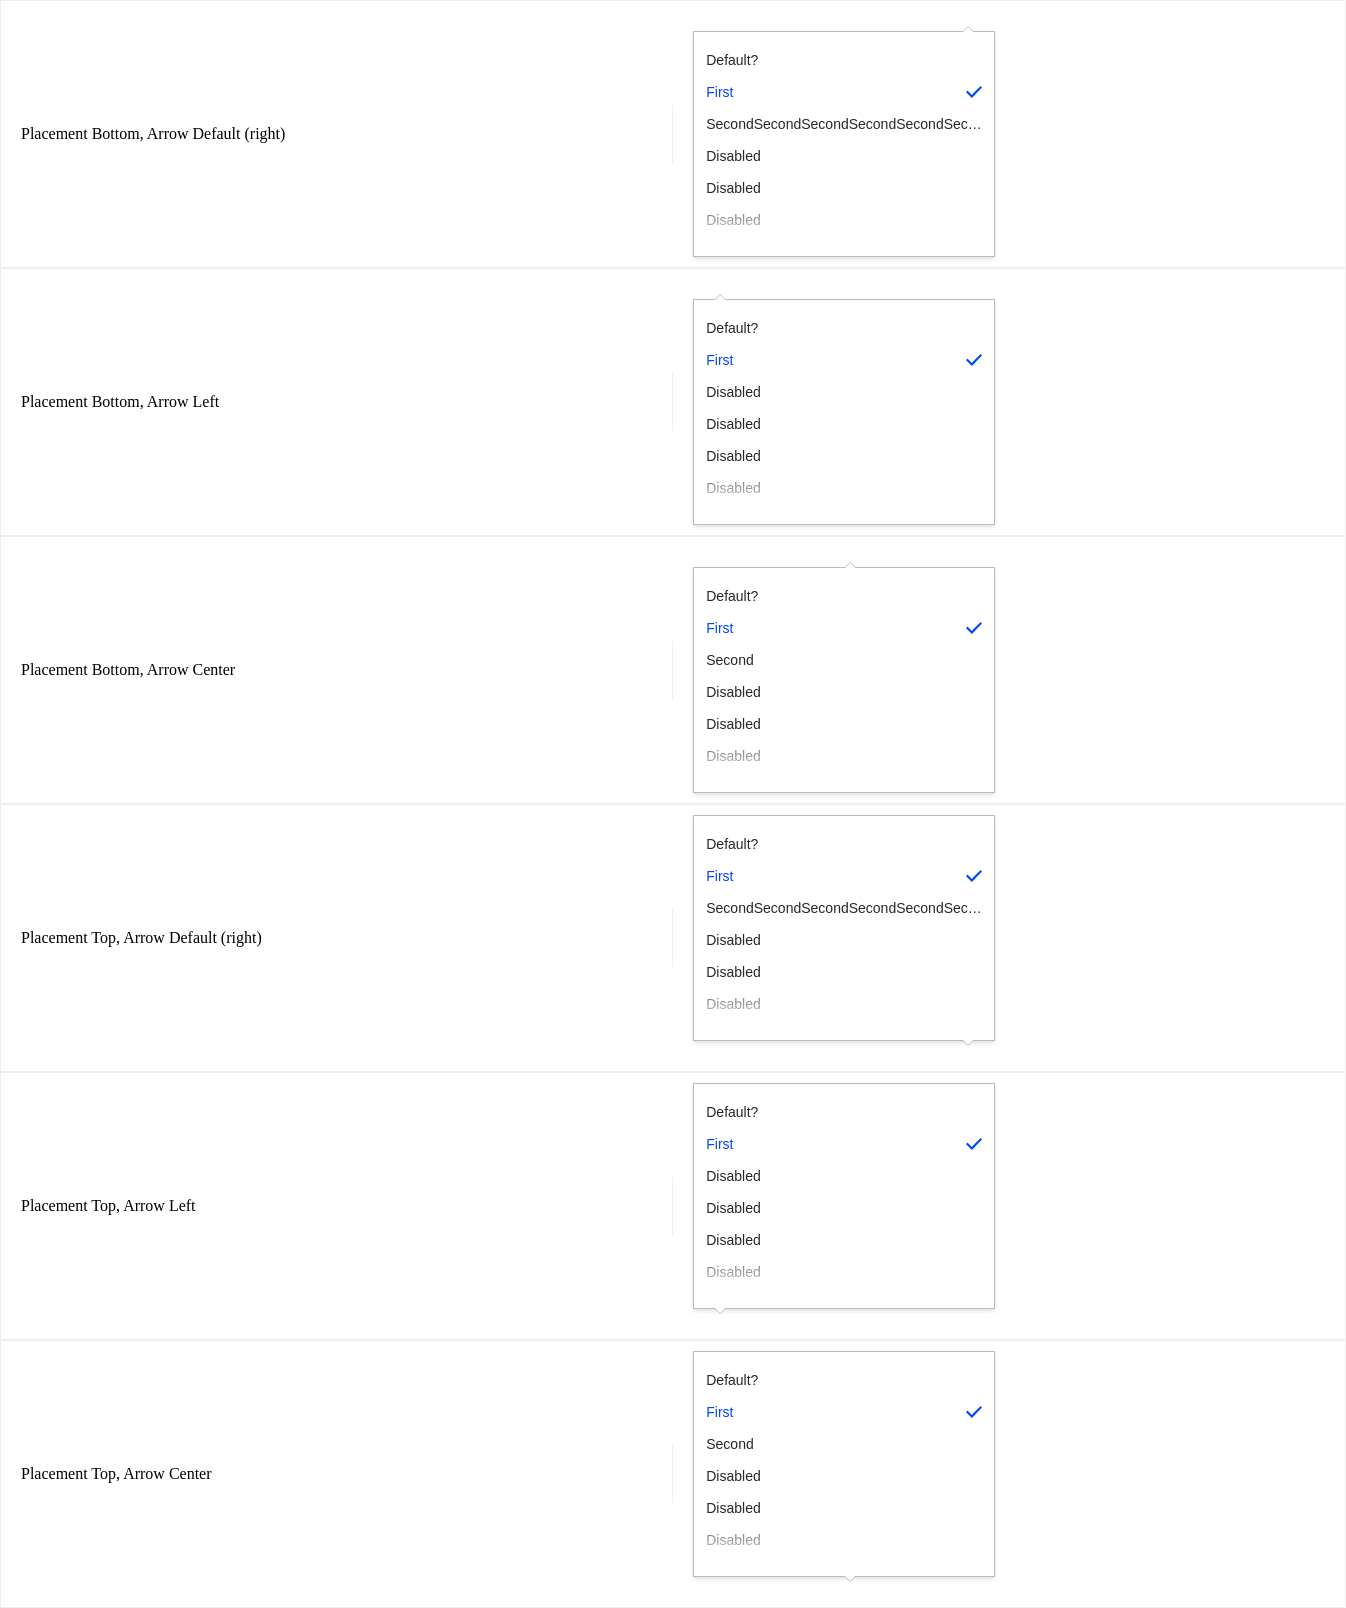 Placement Bottom, Arrow Default (right)
Default?
First
SecondSecondSecondSecondSecondSec…
Disabled
Disabled
Disabled
Placement Bottom, Arrow Left
Default?
First
Disabled
Disabled
Disabled
Disabled
Placement Bottom, Arrow Center
Default?
First
Second
Disabled
Disabled
Disabled
Placement Top, Arrow Default (right)
Default?
First
SecondSecondSecondSecondSecondSec…
Disabled
Disabled
Disabled
Placement Top, Arrow Left
Default?
First
Disabled
Disabled
Disabled
Disabled
Placement Top, Arrow Center
Default?
First
Second
Disabled
Disabled
Disabled